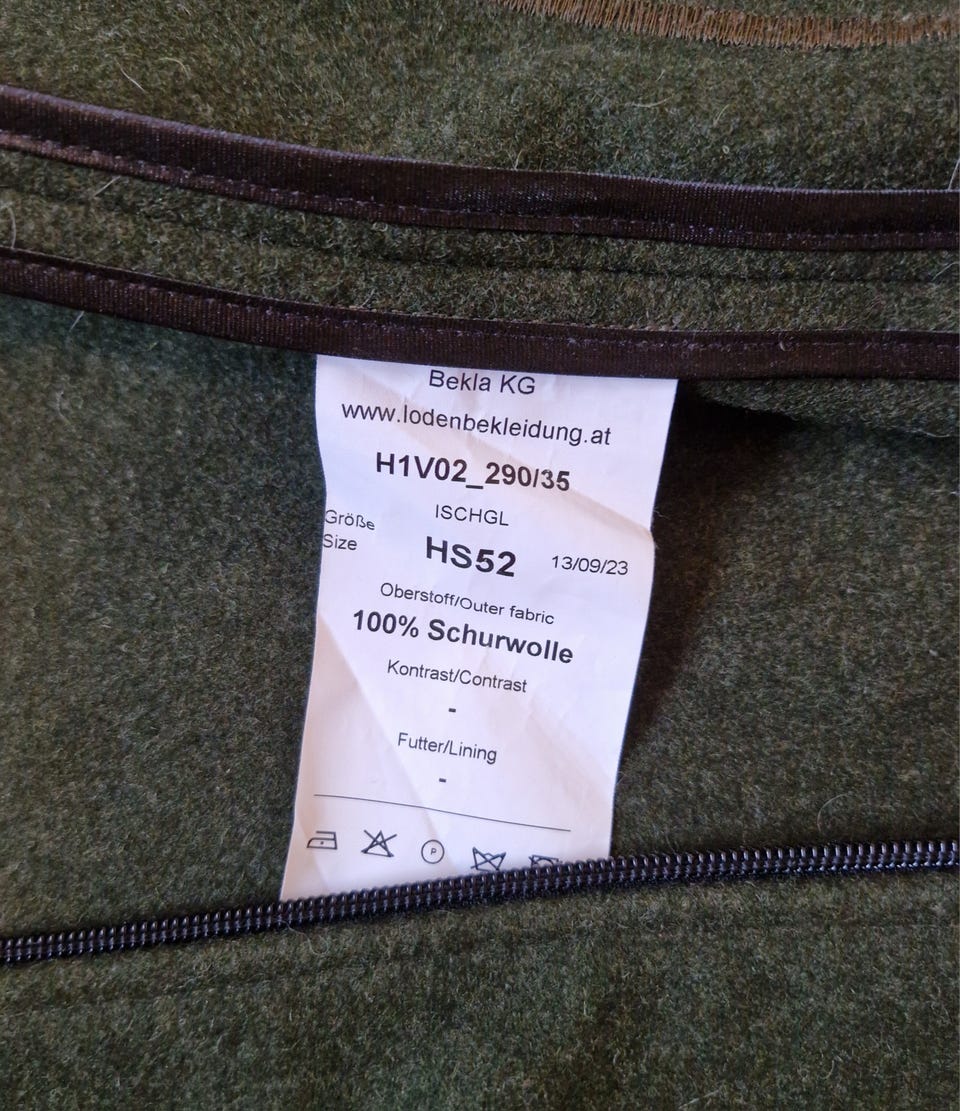 Bekla KG
www.lodenbekleidung.at
H1V02_290/35
ISCHGL
Größe
Size
HS52
13/09/23
Oberstoff/Outer fabric
100% Schurwolle
Kontrast/Contrast
-
Futter/Lining
-
P